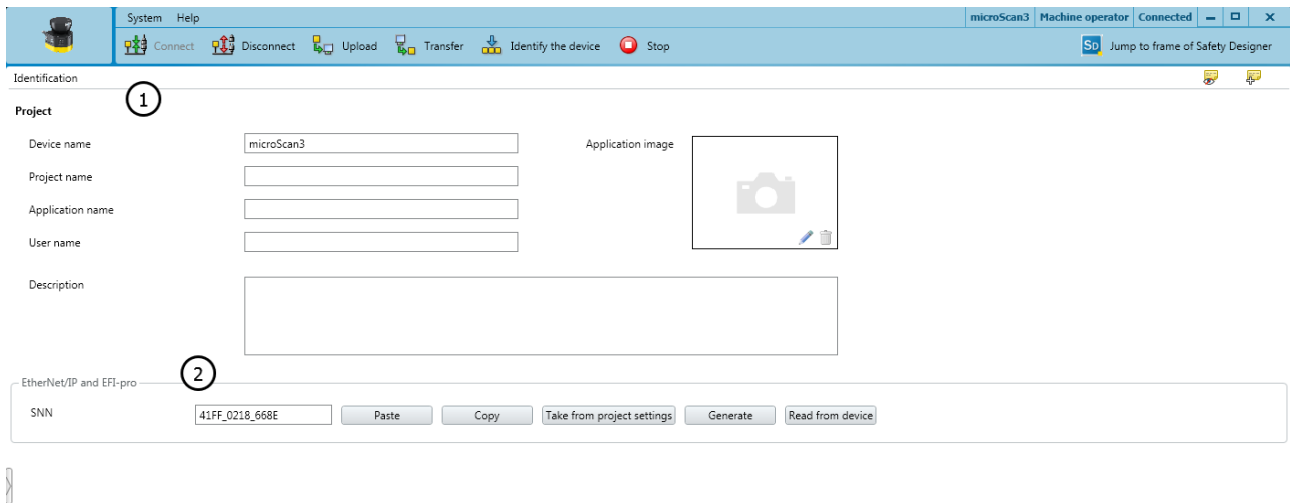 System Help
microScan3 Machine operator Connected
Connect Disconnect Upload Transfer Identify the device Stop
SD Jump to frame of Safety Designer
Identification
1
Project
Device name microScan3 Application image
Project name
Application name
User name
Description
2
EtherNet/IP and EFI-pro
SNN 41FF_0218_668E Paste Copy Take from project settings Generate Read from device